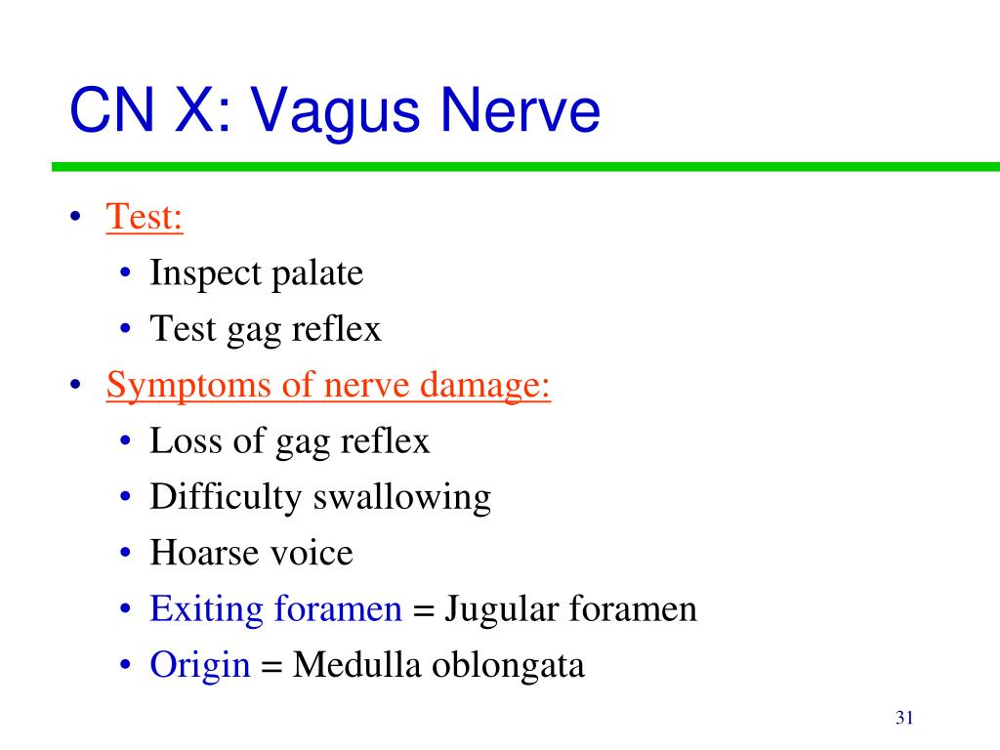 CN X: Vagus Nerve
• Test:
• Inspect palate
• Test gag reflex
• Symptoms of nerve damage:
• Loss of gag reflex
• Difficulty swallowing
• Hoarse voice
• Exiting foramen = Jugular foramen
• Origin = Medulla oblongata
31